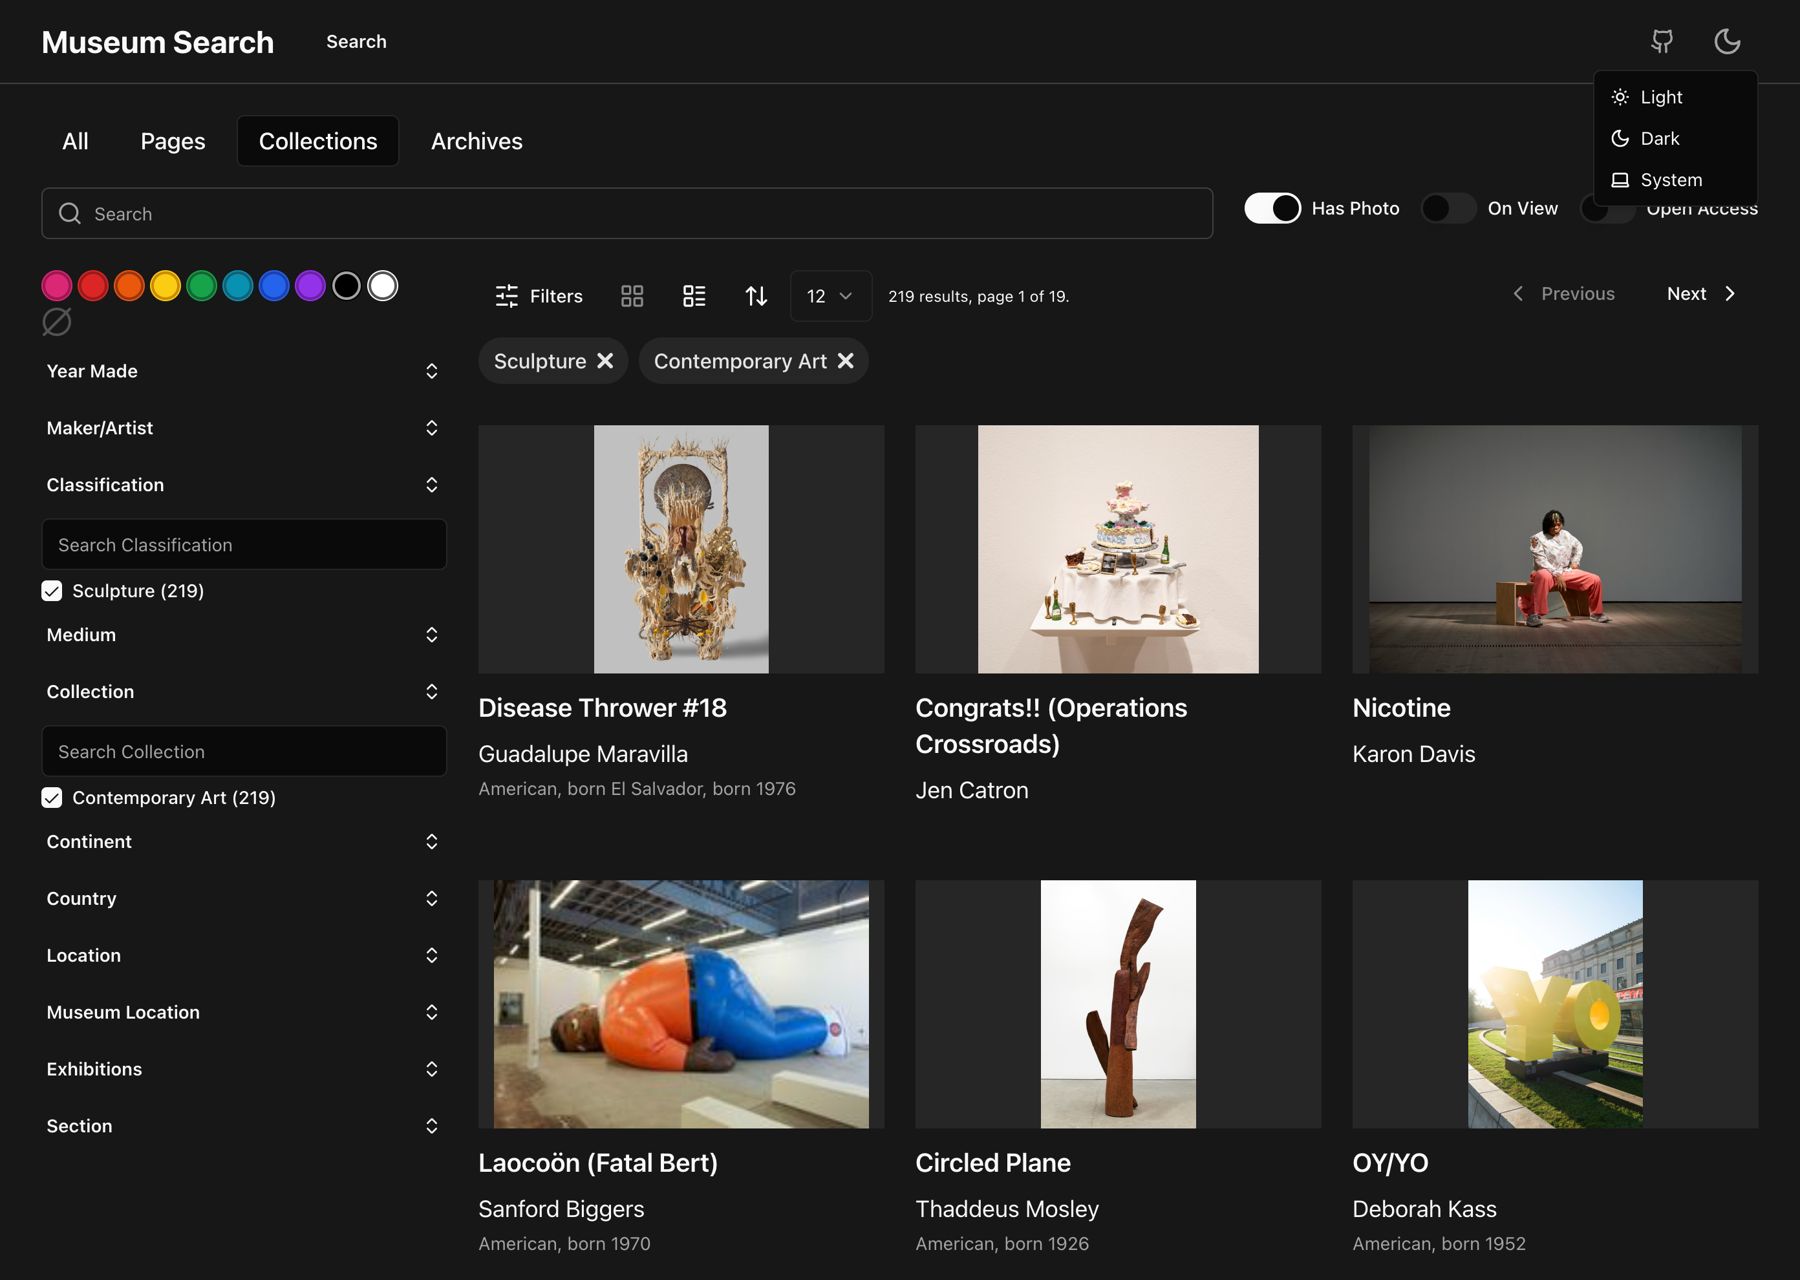 Museum Search
Search
Light
Dark
System
All
Pages
Collections
Archives
Search
Has Photo
On View
Open Access
Filters
12
219 results, page 1 of 19.
Previous
Next
Sculpture
Contemporary Art
Year Made
Maker/Artist
Classification
Search Classification
Sculpture (219)
Medium
Collection
Search Collection
Contemporary Art (219)
Continent
Country
Location
Museum Location
Exhibitions
Section
Disease Thrower #18
Guadalupe Maravilla
American, born El Salvador, born 1976
Congrats!! (Operations
Crossroads)
Jen Catron
Nicotine
Karon Davis
YO
Laocoön (Fatal Bert)
Sanford Biggers
American, born 1970
Circled Plane
Thaddeus Mosley
American, born 1926
OY/YO
Deborah Kass
American, born 1952